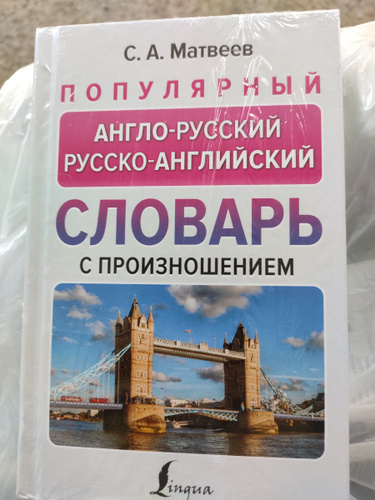 С. А. Матвеев
ПОПУЛЯРНЫЙ
АНГЛО-РУССКИЙ
РУССКО-АНГЛИЙСКИЙ
СЛОВАРЬ
С ПРОИЗНОШЕНИЕМ
Lingua